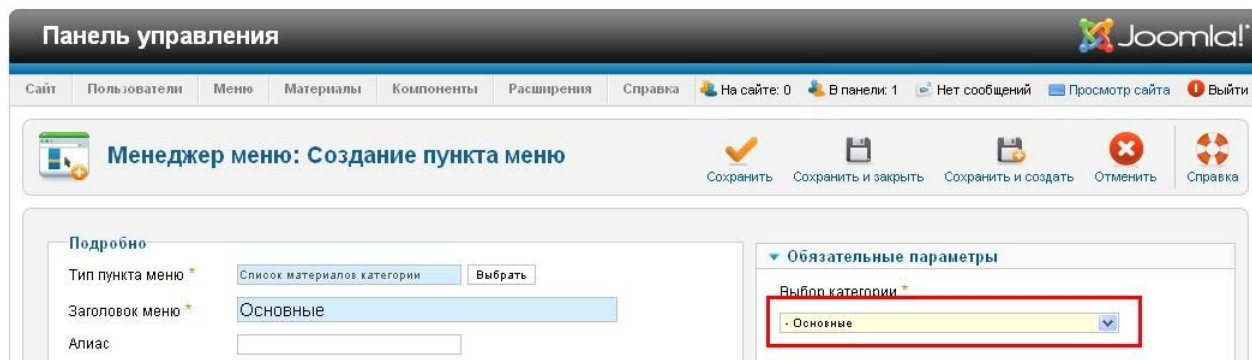 Панель управления
Joomla!
Сайт Пользователи Меню Материалы Компоненты Расширения Справка На сайте: 0 В панели: 1 Нет сообщений Просмотр сайта Выйти
Менеджер меню: Создание пункта меню
Сохранить Сохранить и закрыть Сохранить и создать Отменить Справка
Подробно
Тип пункта меню * Список материалов категории Выбрать
Заголовок меню * Основные
Алиас
Обязательные параметры
Выбор категории *
- Основные